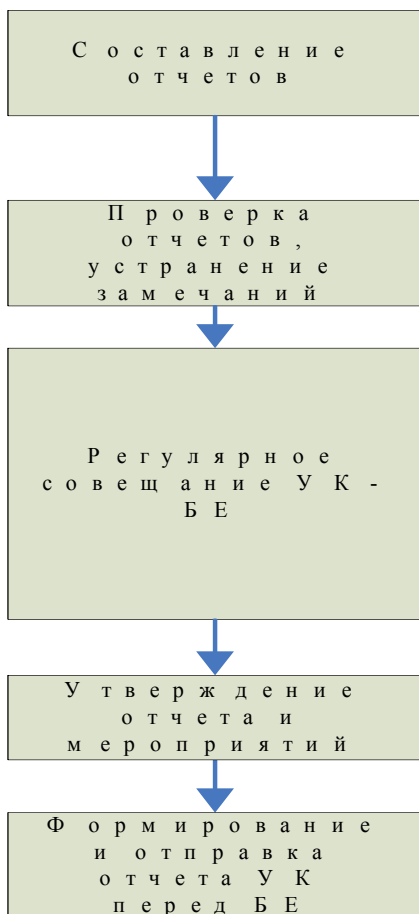 Составление
отчетов
Проверка
отчетов,
устранение
замечаний
Регулярное
совещание УК -
БЕ
Утверждение
отчета и
мероприятий
Формирование
и отправка
отчета УК
перед БЕ